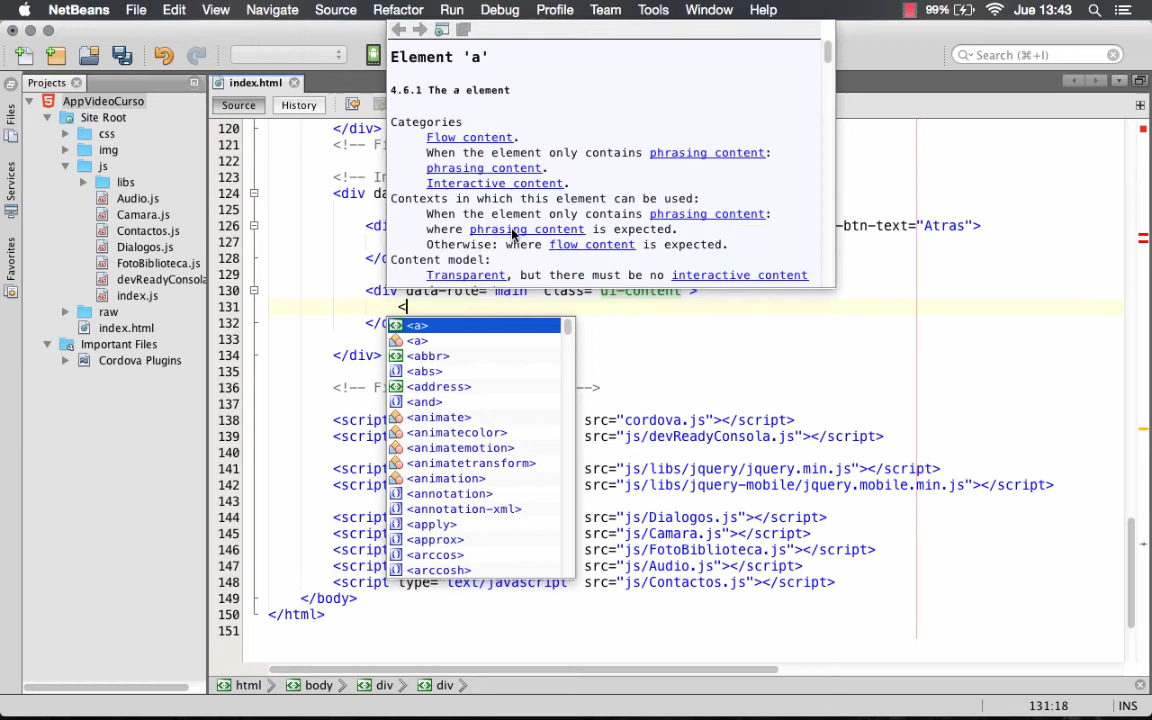 NetBeans File Edit View Navigate Source Refactor Run Debug Profile Team Tools Window Help 99% Jue 13:43
Search (⌘+I)
Projects
index.html
Source History
Files
Services
Favorites
AppVideoCurso
Site Root
css
img
js
libs
Audio.js
Camara.js
Contactos.js
Dialogos.js
FotoBiblioteca.js
devReadyConsola
index.js
raw
index.html
Important Files
Cordova Plugins
Element 'a'
4.6.1 The a element
Categories
Flow content.
When the element only contains phrasing content:
phrasing content.
Interactive content.
Contexts in which this element can be used:
When the element only contains phrasing content:
where phrasing content is expected.
Otherwise: where flow content is expected.
Content model:
Transparent, but there must be no interactive content
120 </div>
121 <!-- F
122
123 <!-- In
124 <div da
125
126 <d -btn-text="Atras">
127
128 </d
129
130 <div data-role="main" class="ui-content">
131 <
132 </d
133
134 </div>
135
136 <!-- F -->
137
138 <script src="cordova.js"></script>
139 <script src="js/devReadyConsola.js"></script>
140
141 <script src="js/libs/jquery/jquery.min.js"></script>
142 <script src="js/libs/jquery-mobile/jquery.mobile.min.js"></script>
143
144 <script src="js/Dialogos.js"></script>
145 <script src="js/Camara.js"></script>
146 <script src="js/FotoBiblioteca.js"></script>
147 <script src="js/Audio.js"></script>
148 <script type="text/javascript" src="js/Contactos.js"></script>
149 </body>
150 </html>
151
<a>
<a>
<abbr>
<abs>
<address>
<and>
<animate>
<animatecolor>
<animatemotion>
<animatetransform>
<animation>
<annotation>
<annotation-xml>
<apply>
<approx>
<arccos>
<arccosh>
html body div div
131:18 INS